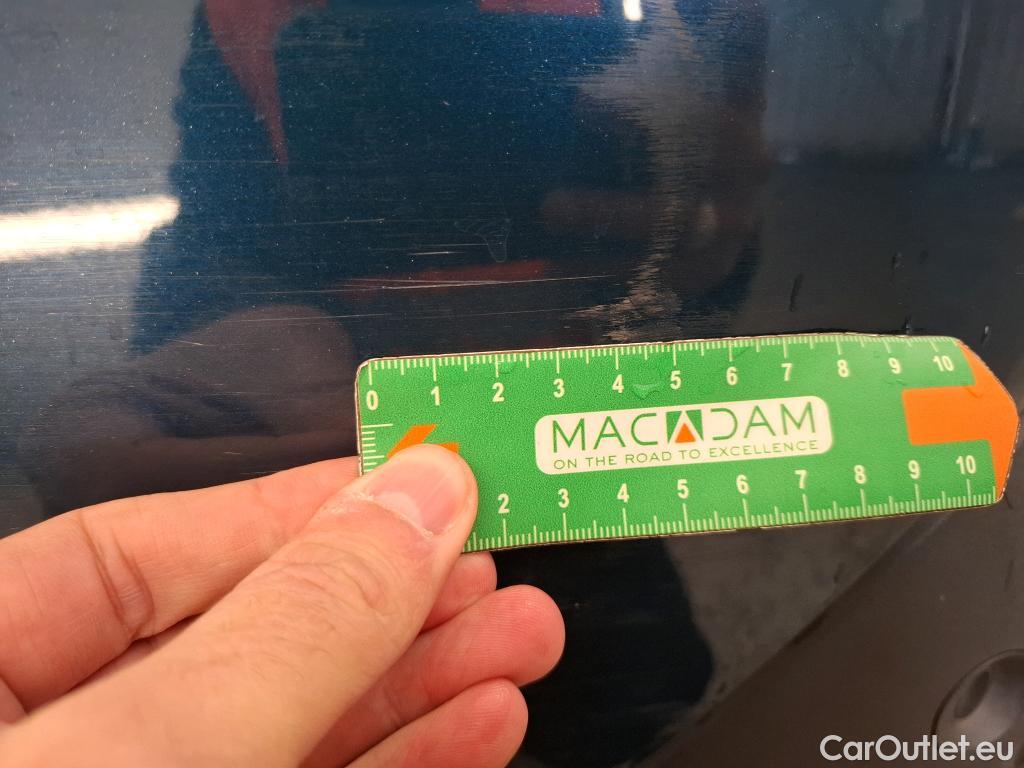 0 1 2 3 4 5 6 7 8 9 10
MACADAM
ON THE ROAD TO EXCELLENCE
2 3 4 5 6 7 8 9 10
CarOutlet.eu